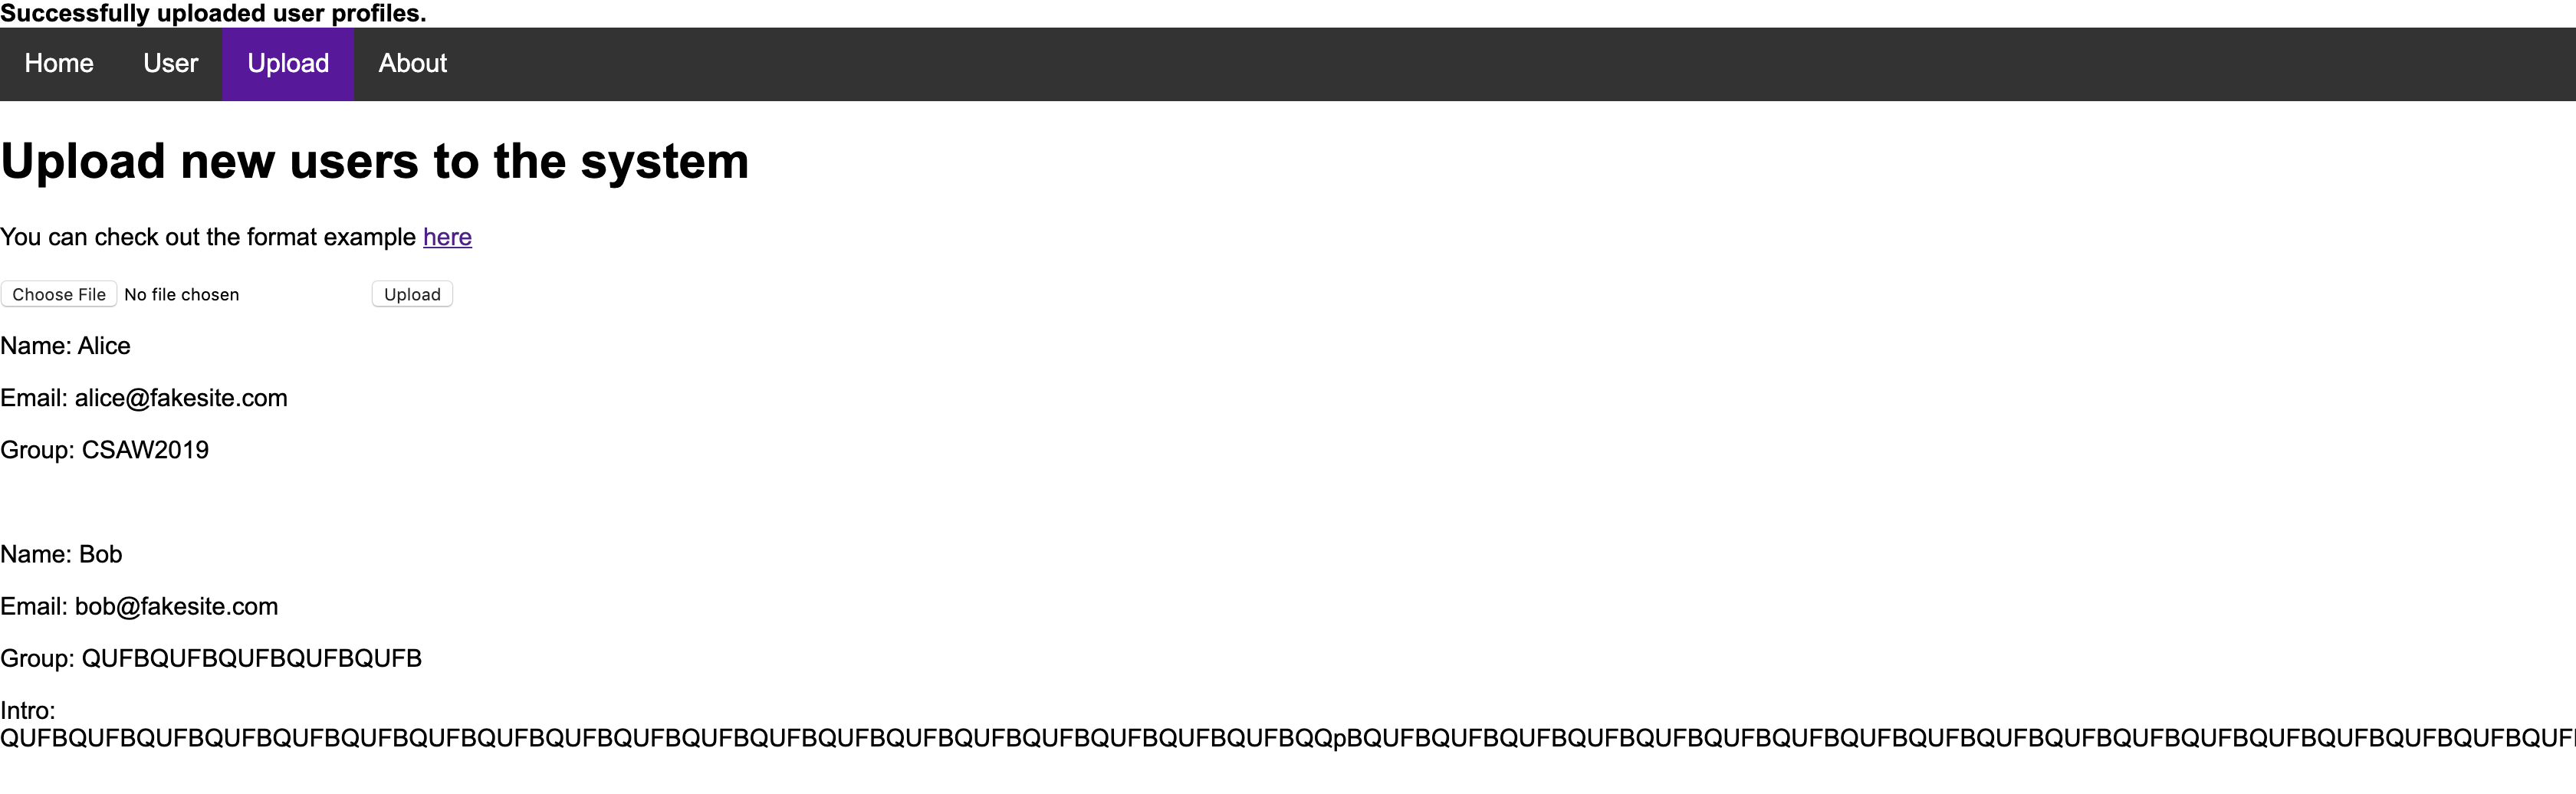 Successfully uploaded user profiles.
Home User Upload About
Upload new users to the system
You can check out the format example here
Choose File No file chosen Upload
Name: Alice
Email: alice@fakesite.com
Group: CSAW2019
Name: Bob
Email: bob@fakesite.com
Group: QUFBQUFBQUFBQUFBQUFB
Intro:
QUFBQUFBQUFBQUFBQUFBQUFBQUFBQUFBQUFBQUFBQUFBQUFBQUFBQUFBQUFBQUFBQUFBQUFBQUFBQQpBQUFBQUFBQUFBQUFBQUFBQUFBQUFBQUFBQUFBQUFBQUFBQUFBQUFBQUFBQUFBQUFBQUFBQUF